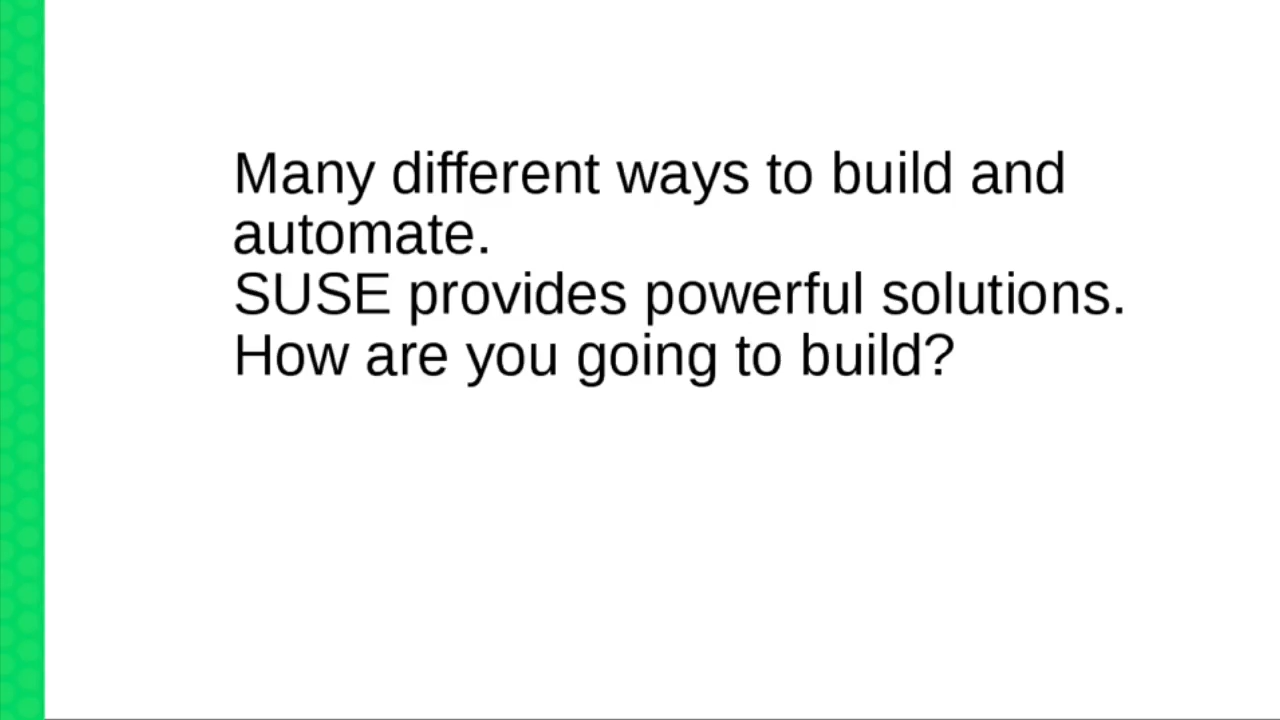 Many different ways to build and
automate.
SUSE provides powerful solutions.
How are you going to build?